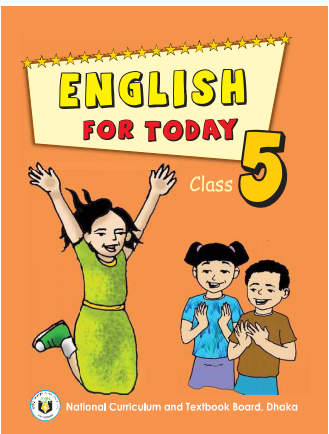 ENGLISH
FOR TODAY
Class 5
National Curriculum and Textbook Board, Dhaka